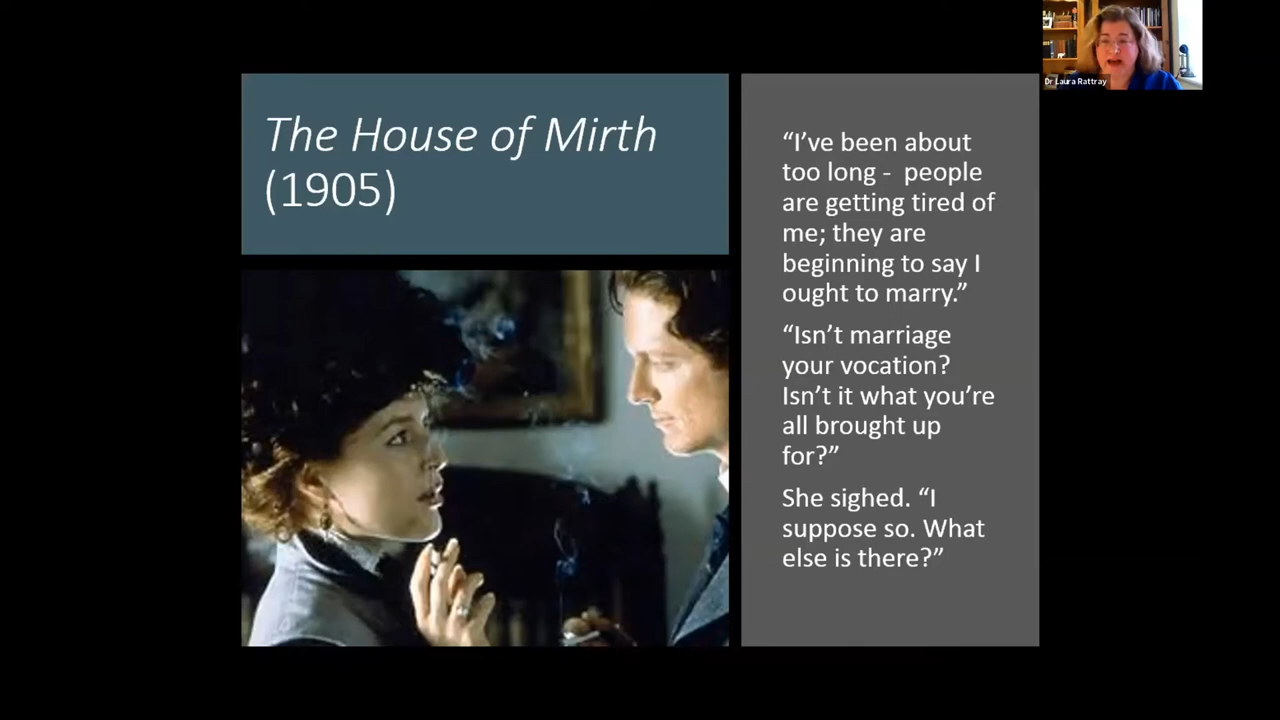 The House of Mirth
(1905)
“I’ve been about
too long - people
are getting tired of
me; they are
beginning to say I
ought to marry.”
“Isn’t marriage
your vocation?
Isn’t it what you’re
all brought up
for?”
She sighed. “I
suppose so. What
else is there?”
Dr Laura Rattray